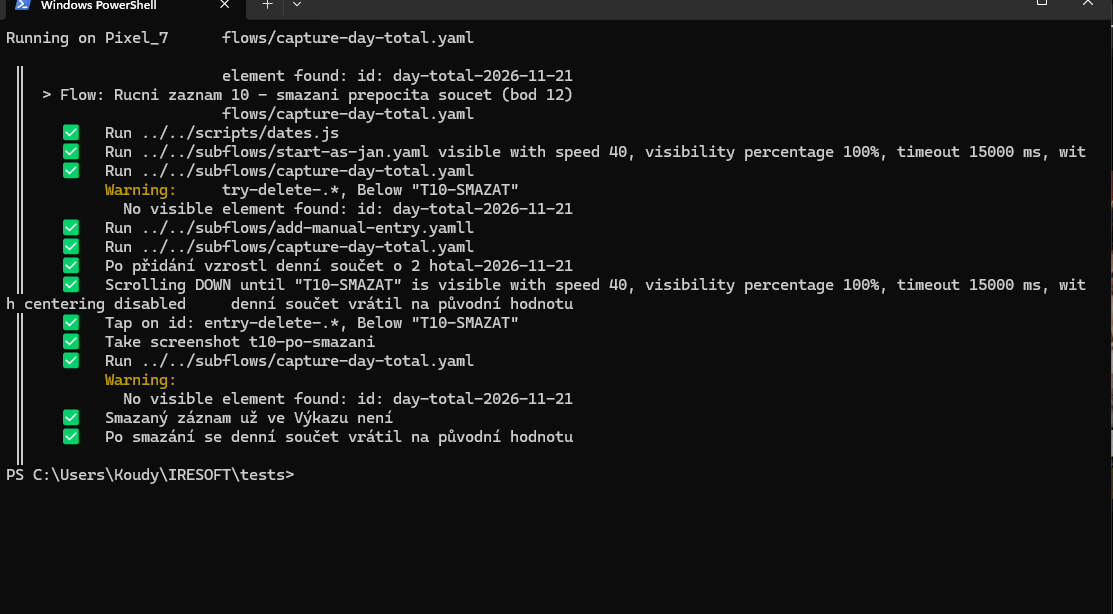 Windows PowerShell
Running on Pixel_7      flows/capture-day-total.yaml
element found: id: day-total-2026-11-21
> Flow: Rucni zaznam 10 - smazani prepocita soucet (bod 12)
flows/capture-day-total.yaml
Run ../../scripts/dates.js
Run ../../subflows/start-as-jan.yaml visible with speed 40, visibility percentage 100%, timeout 15000 ms, wit
Run ../../subflows/capture-day-total.yaml
Warning:     try-delete-.*, Below "T10-SMAZAT"
No visible element found: id: day-total-2026-11-21
Run ../../subflows/add-manual-entry.yamll
Run ../../subflows/capture-day-total.yaml
Po přidání vzrostl denní součet o 2 hotal-2026-11-21
Scrolling DOWN until "T10-SMAZAT" is visible with speed 40, visibility percentage 100%, timeout 15000 ms, wit
h centering disabled     denní součet vrátil na původní hodnotu
Tap on id: entry-delete-.*, Below "T10-SMAZAT"
Take screenshot t10-po-smazani
Run ../../subflows/capture-day-total.yaml
Warning:
No visible element found: id: day-total-2026-11-21
Smazaný záznam už ve Výkazu není
Po smazání se denní součet vrátil na původní hodnotu
PS C:\Users\Koudy\IRESOFT\tests>